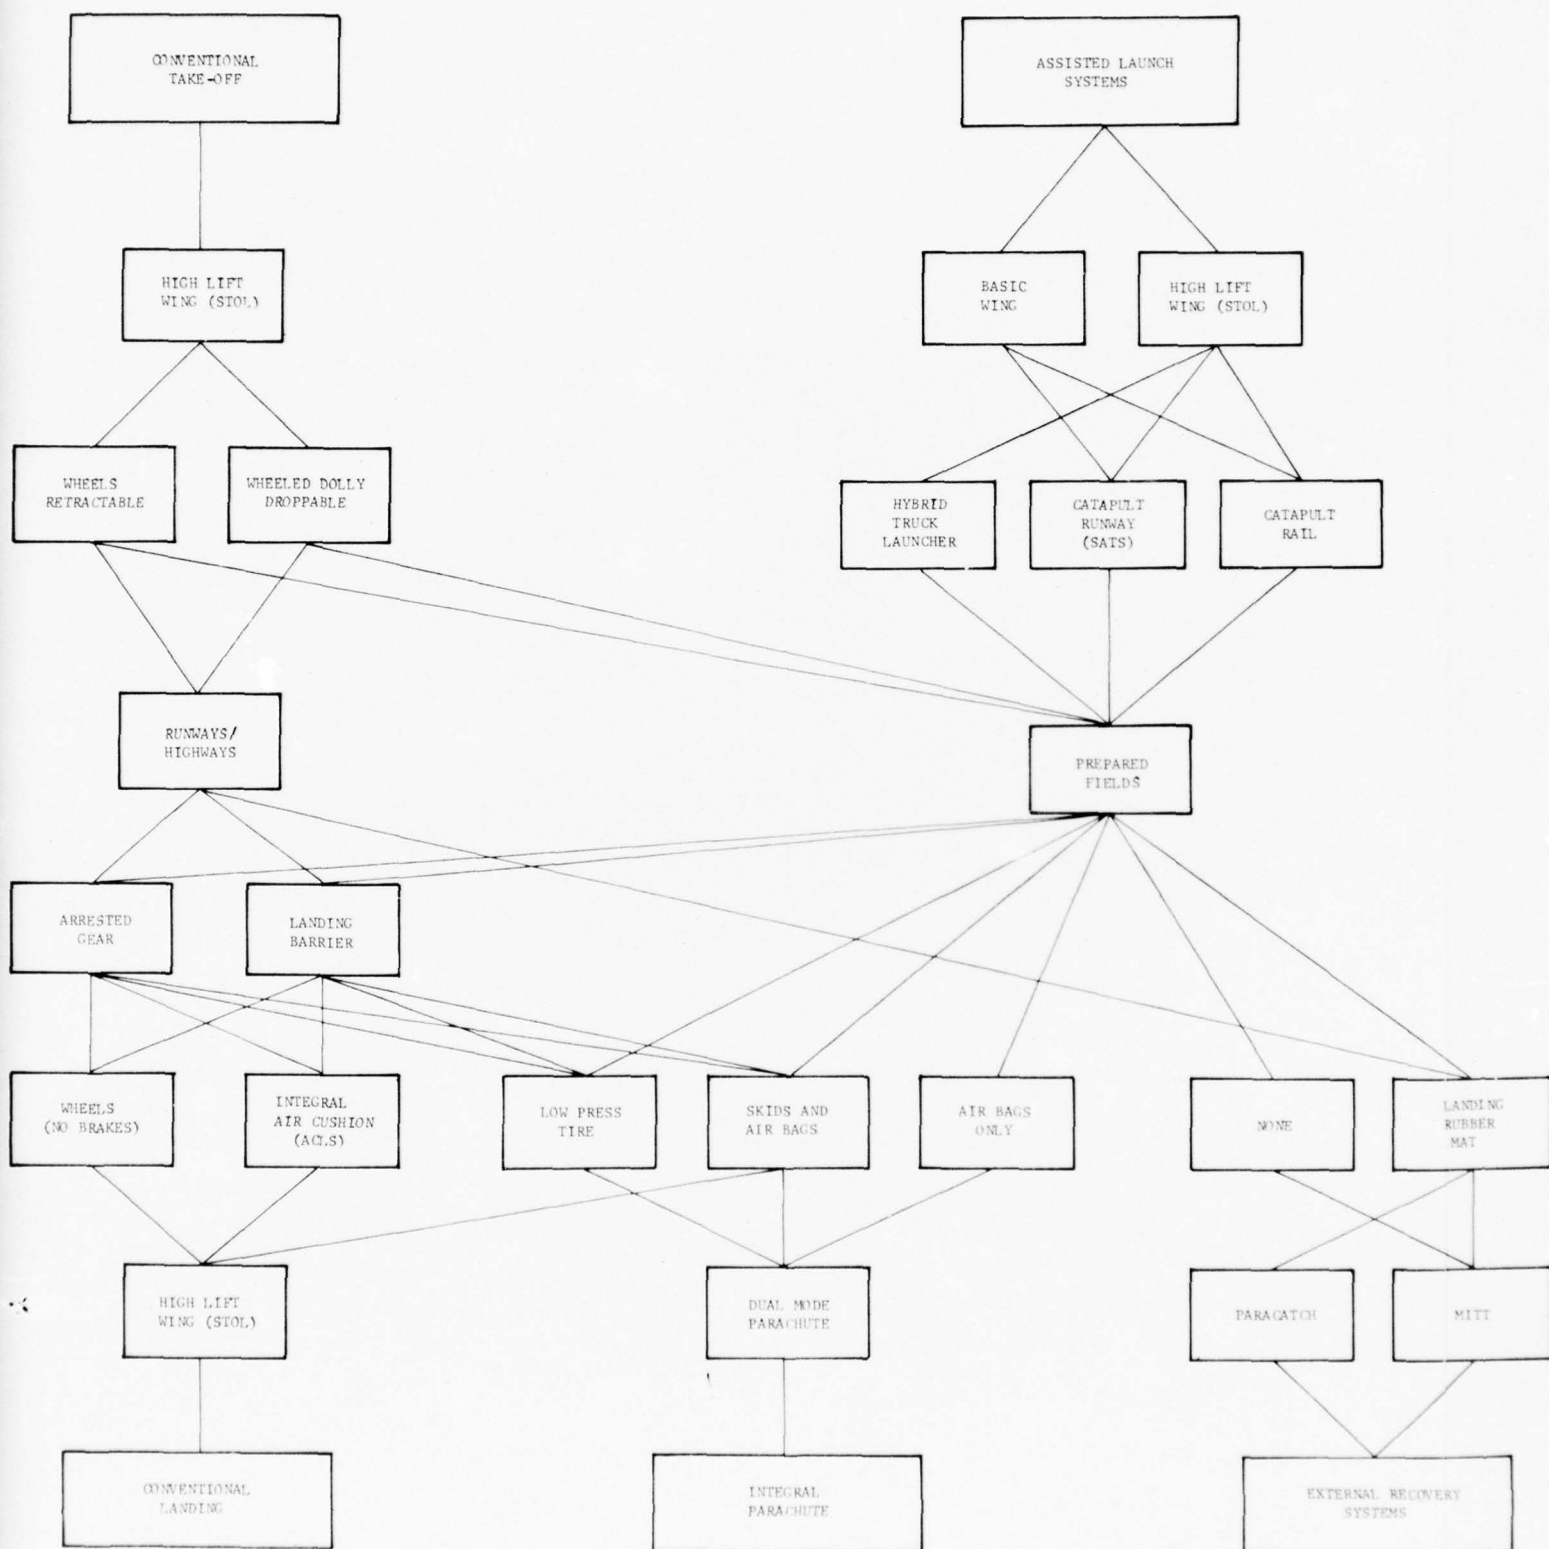 CONVENTIONAL
TAKE-OFF
ASSISTED LAUNCH
SYSTEMS
HIGH LIFT
WING (STOL)
BASIC
WING
HIGH LIFT
WING (STOL)
WHEELS
RETRACTABLE
WHEELED DOLLY
DROPPABLE
HYBRID
TRUCK
LAUNCHER
CATAPULT
RUNWAY
(SATS)
CATAPULT
RAIL
RUNWAYS/
HIGHWAYS
PREPARED
FIELDS
ARRESTED
GEAR
LANDING
BARRIER
WHEELS
(NO BRAKES)
INTEGRAL
AIR CUSHION
(ACLS)
LOW PRESS
TIRE
SKIDS AND
AIR BAGS
AIR BAGS
ONLY
NONE
LANDING
RUBBER
MAT
HIGH LIFT
WING (STOL)
DUAL MODE
PARACHUTE
PARACATCH
MITT
CONVENTIONAL
LANDING
INTEGRAL
PARACHUTE
EXTERNAL RECOVERY
SYSTEMS